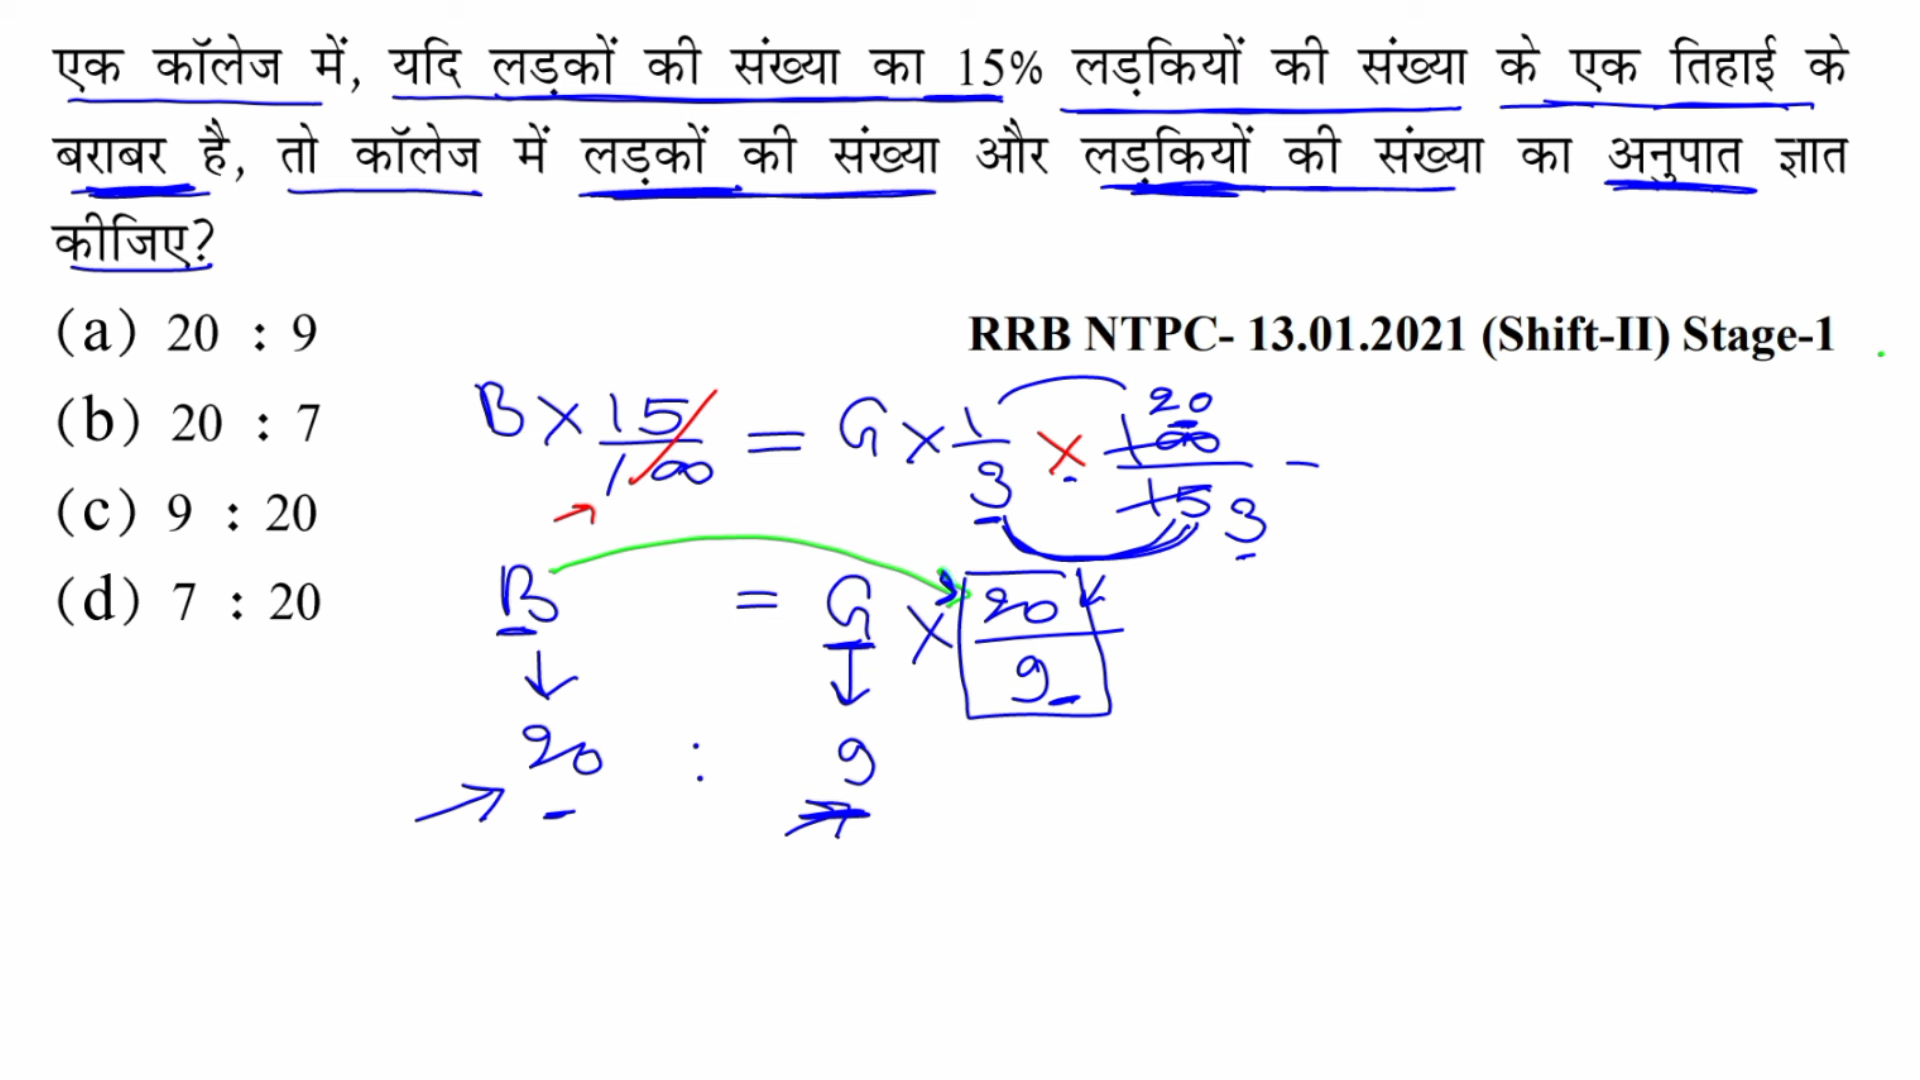 एक कॉलेज में, यदि लड़कों की संख्या का 15% लड़कियों की संख्या के एक तिहाई के
बराबर है, तो कॉलेज में लड़कों की संख्या और लड़कियों की संख्या का अनुपात ज्ञात
कीजिए?
(a) 20 : 9
RRB NTPC- 13.01.2021 (Shift-II) Stage-1
(b) 20 : 7
(c) 9 : 20
(d) 7 : 20
B × 15/100 = G × 1/3 × 100/15
20
3
B = G × 20/9
20 : 9